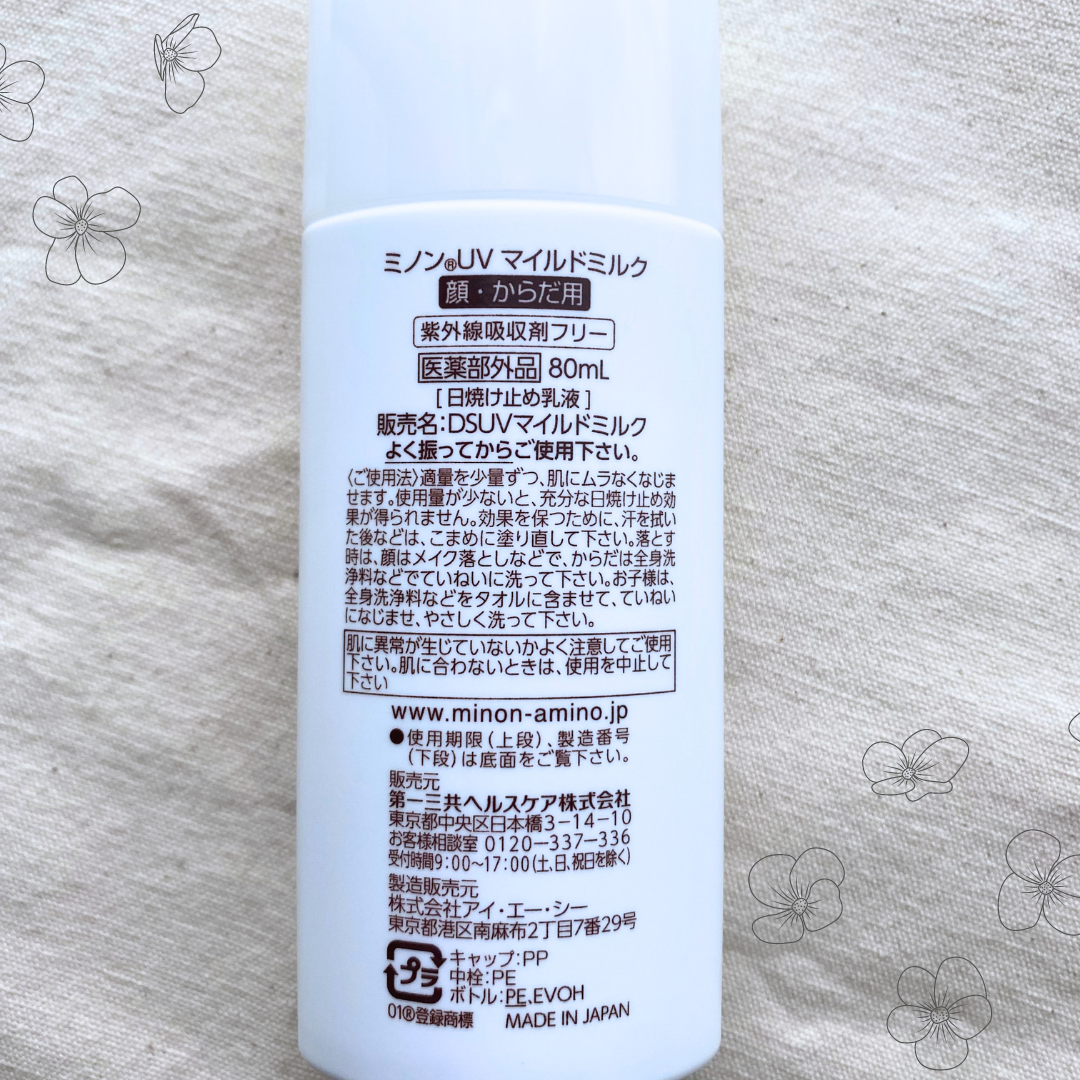 ミノン®UV マイルドミルク
顔・からだ用
紫外線吸収剤フリー
医薬部外品 80mL
[日焼け止め乳液]
販売名:DSUVマイルドミルク
よく振ってからご使用下さい。
〈ご使用法〉適量を少量ずつ、肌にムラなくなじま
せます。使用量が少ないと、充分な日焼け止め効
果が得られません。効果を保つために、汗を拭い
た後などは、こまめに塗り直して下さい。落とす
時は、顔はメイク落としなどで、からだは全身洗
浄料などでていねいに洗って下さい。お子様は、
全身洗浄料などをタオルに含ませて、ていねい
になじませ、やさしく洗って下さい。
肌に異常が生じていないかよく注意してご使用
下さい。肌に合わないときは、使用を中止して
下さい
www.minon-amino.jp
●使用期限(上段)、製造番号
(下段)は底面をご覧下さい。
販売元
第一三共ヘルスケア株式会社
東京都中央区日本橋3-14-10
お客様相談室 0120-337-336
受付時間9:00~17:00(土、日、祝日を除く)
製造販売元
株式会社アイ・エー・シー
東京都港区南麻布2丁目7番29号
プラ
キャップ:PP
中栓:PE
ボトル:PE、EVOH
01®登録商標 MADE IN JAPAN